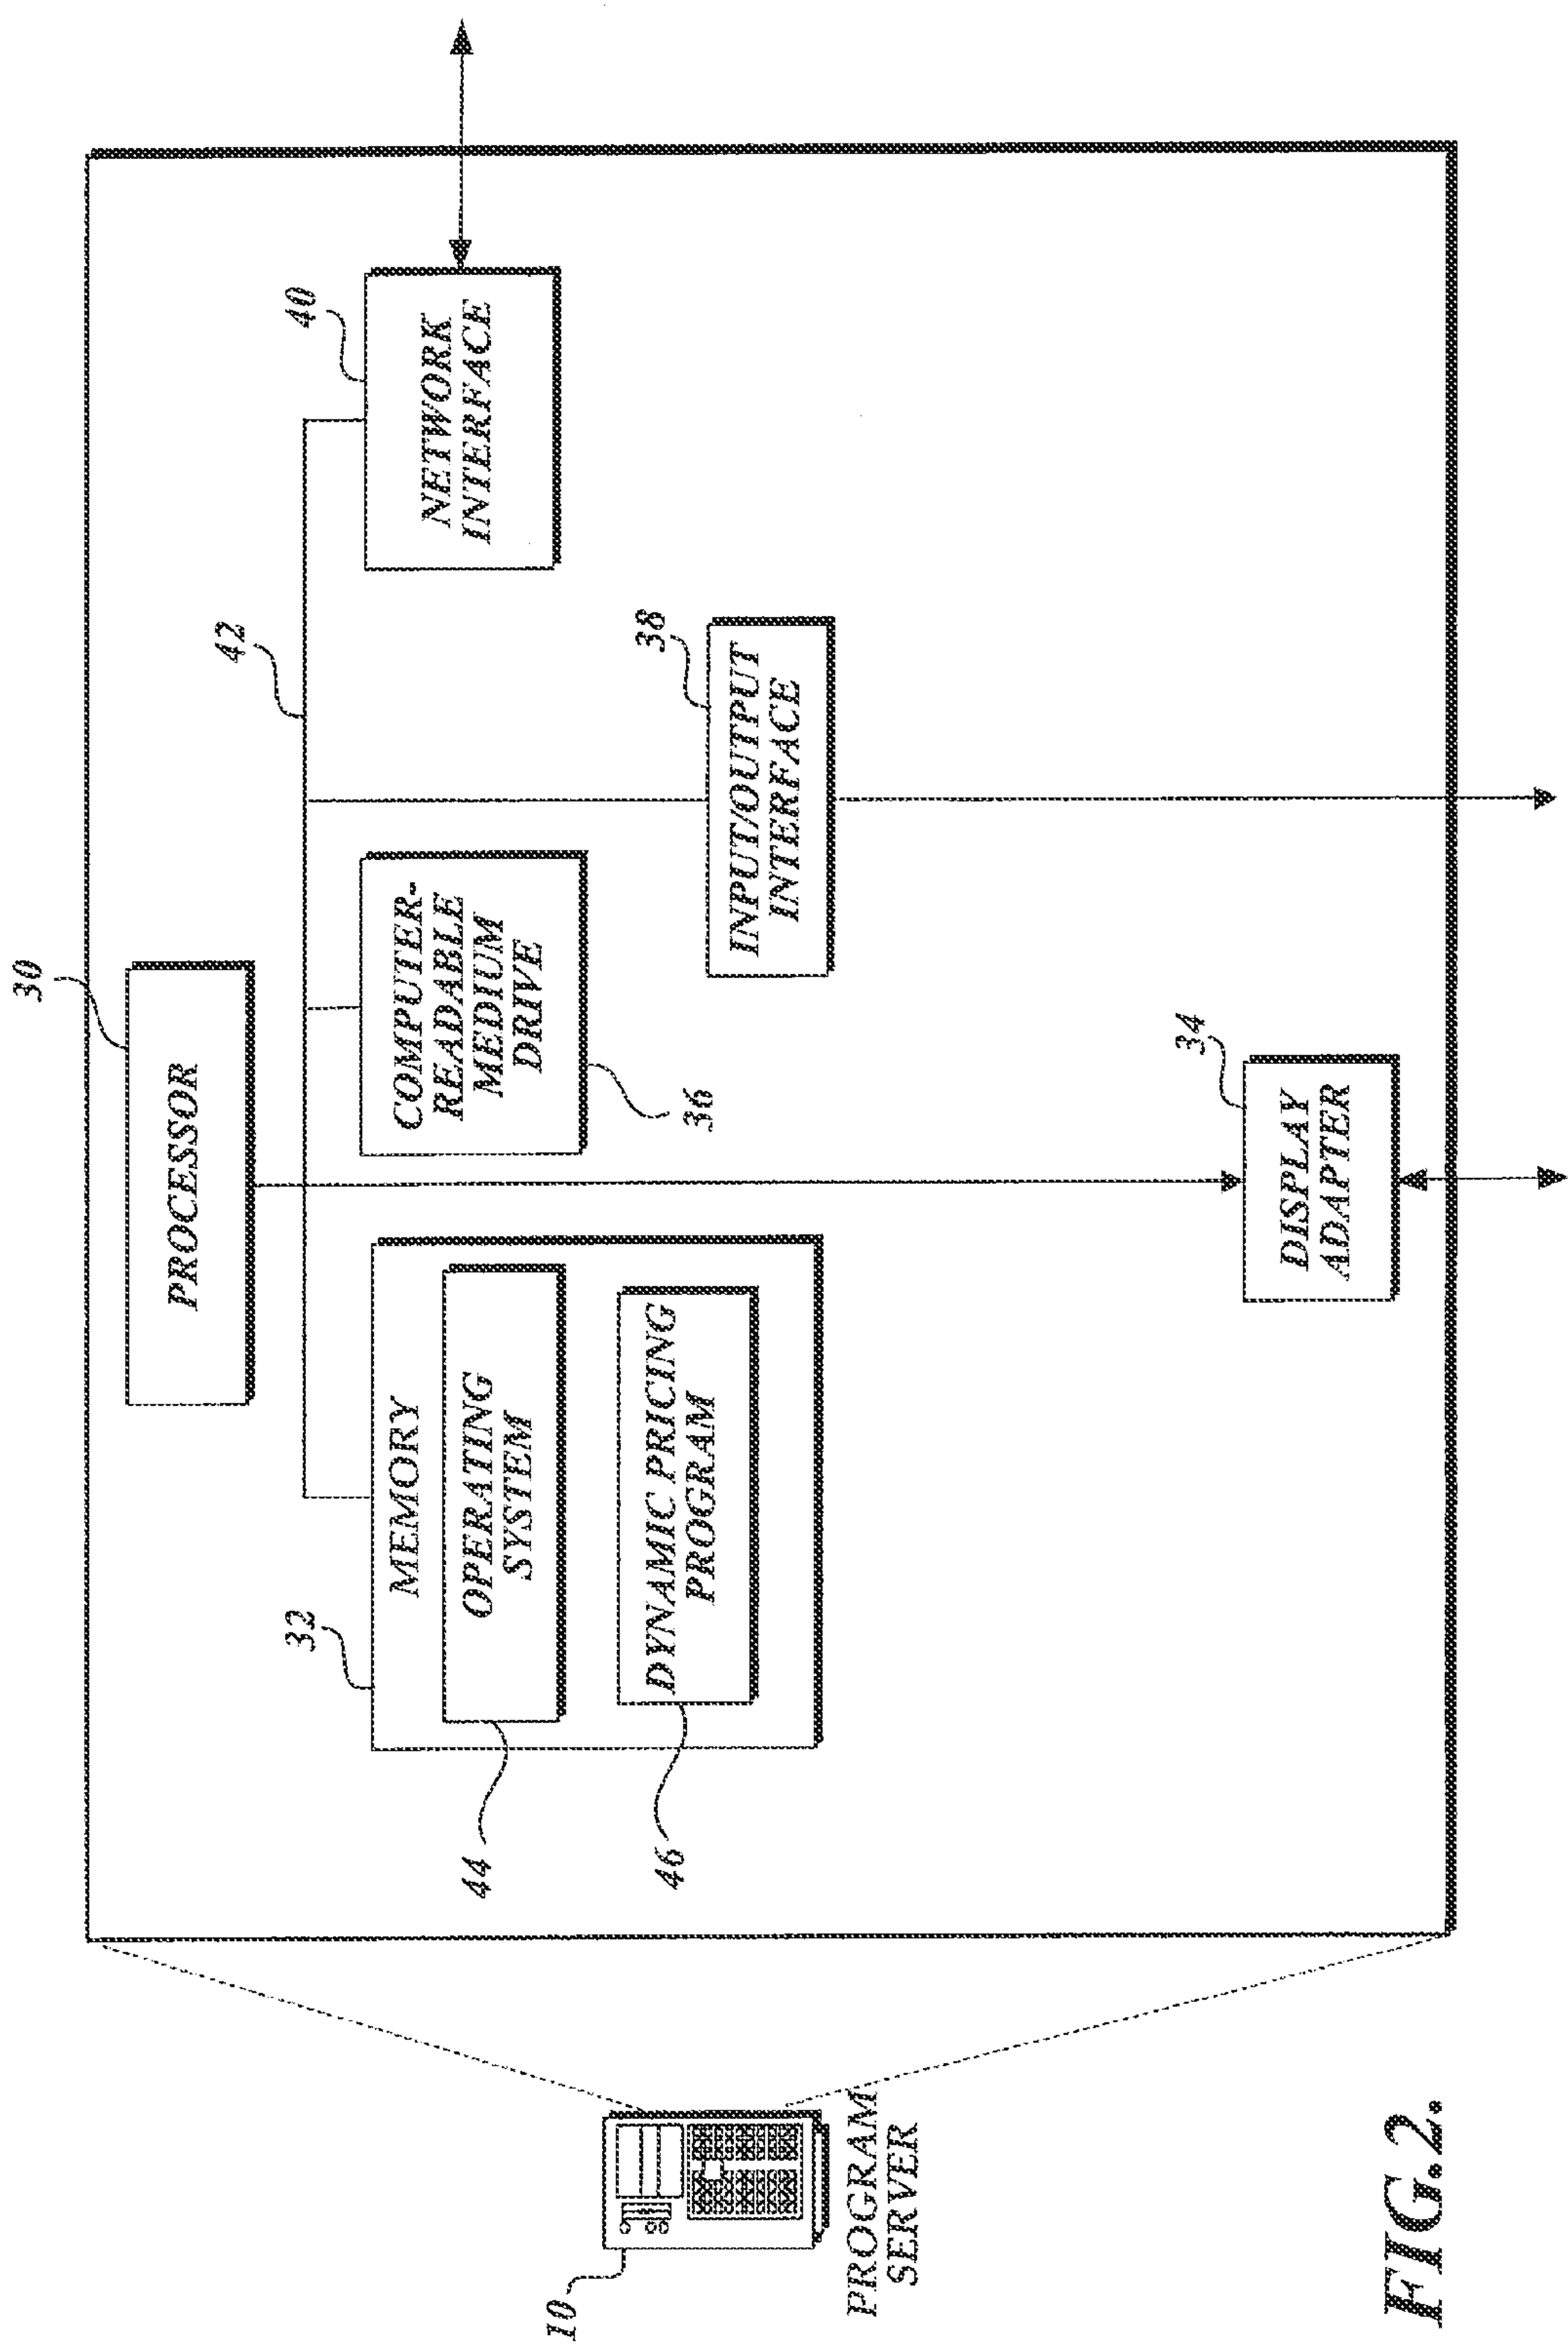 30
PROCESSOR
42
40
NETWORK
INTERFACE
32
MEMORY
44
OPERATING
SYSTEM
46
DYNAMIC PRICING
PROGRAM
COMPUTER-
READABLE
MEDIUM
DRIVE
36
38
INPUT/OUTPUT
INTERFACE
34
DISPLAY
ADAPTER
10
PROGRAM
SERVER
FIG.2.